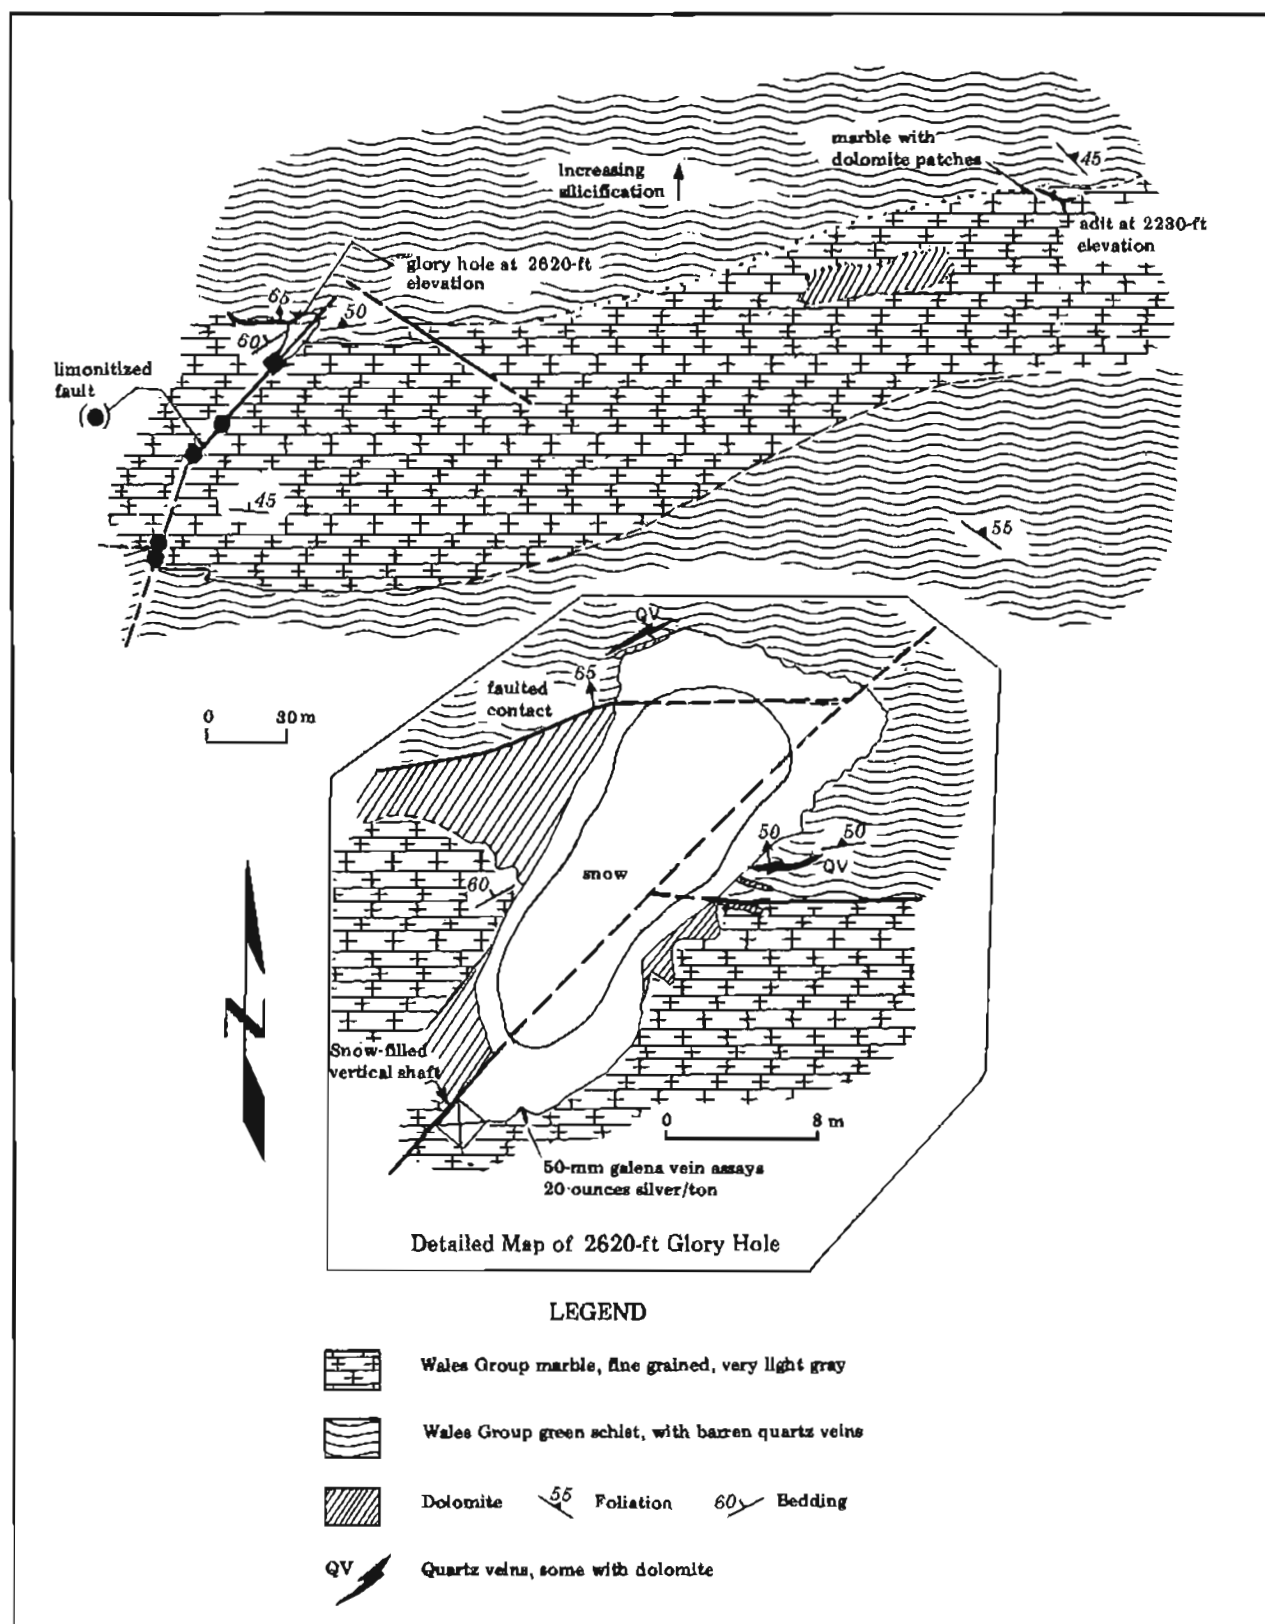 marble with
dolomite patches
45
Increasing
silicification
adit at 2230-ft
elevation
glory hole at 2620-ft
elevation
65
50
60
limonitized
fault
45
55
QV
65
faulted
contact
0 30 m
50
50
QV
snow
60
N
Snow-filled
vertical shaft
0 8 m
50-mm galena vein assays
20 ounces silver/ton
Detailed Map of 2620-ft Glory Hole
LEGEND
Wales Group marble, fine grained, very light gray
Wales Group green schist, with barren quartz veins
Dolomite 55 Foliation 60 Bedding
QV Quartz veins, some with dolomite